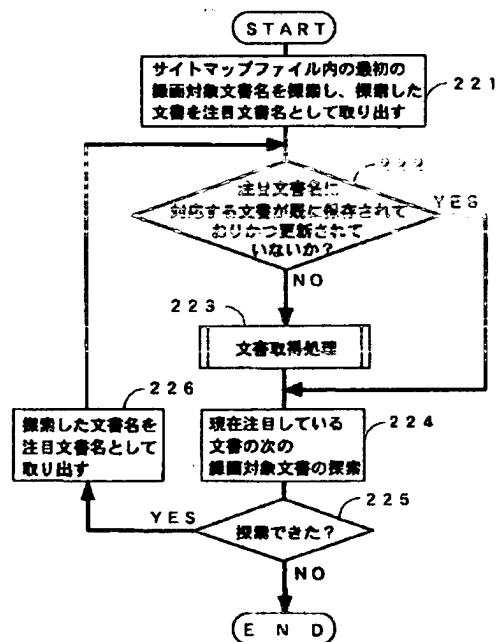 START
サイトマップファイル内の最初の
録画対象文書名を探索し、探索した
文書を注目文書名として取り出す
221
222
注目文書名に
対応する文書が既に保存されて
おりかつ更新されて
いないか？
YES
NO
223
文書取得処理
226
探索した文書名を
注目文書名として
取り出す
現在注目している
文書の次の
録画対象文書の探索
224
225
探索できた？
YES
NO
END